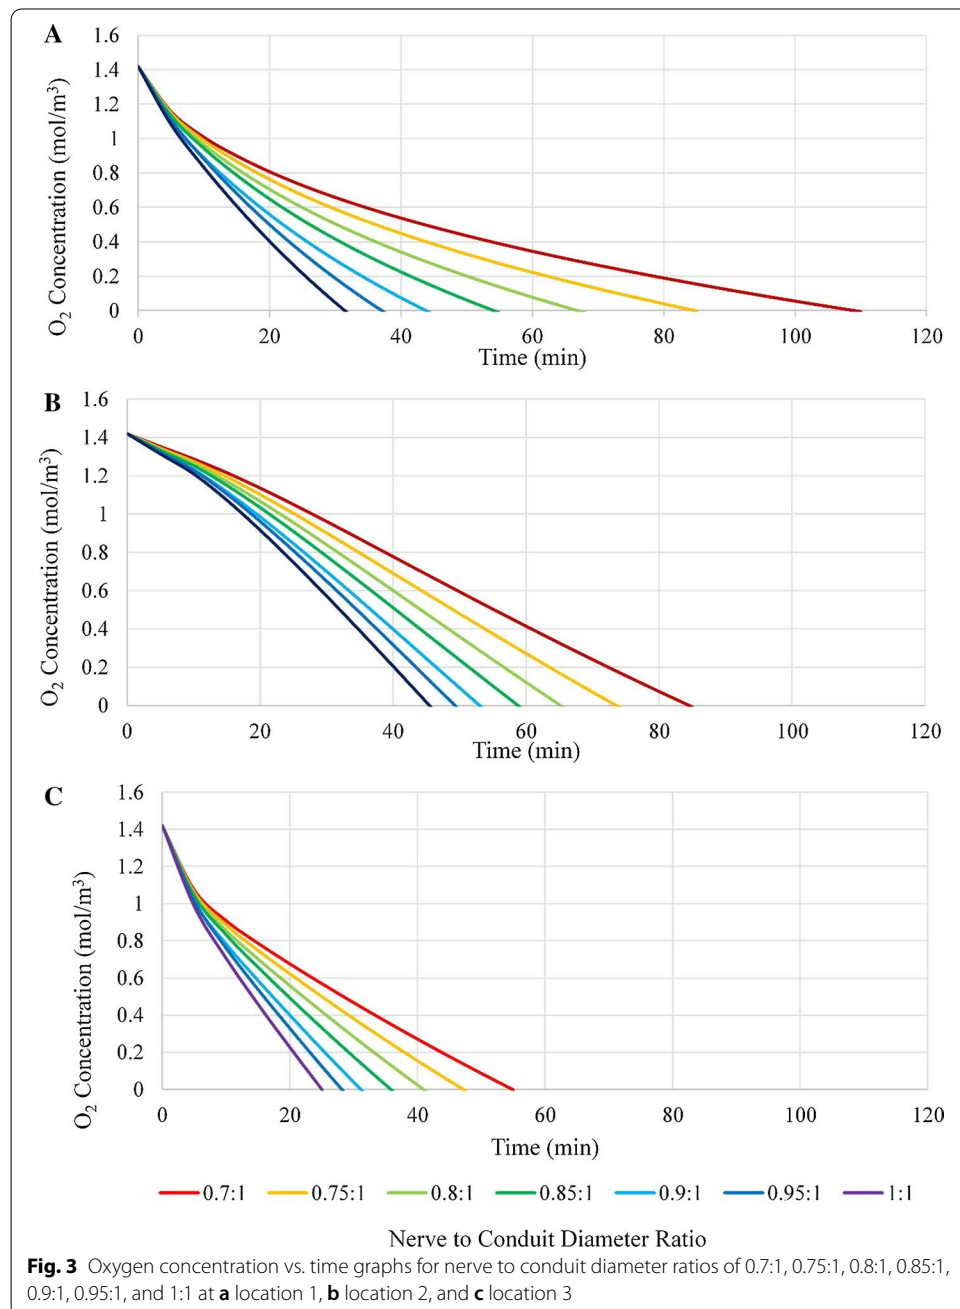 A
1.6
1.4
1.2
1
0.8
0.6
0.4
0.2
0
O2 Concentration (mol/m³)
0 20 40 60 80 100 120
Time (min)
B
1.6
1.4
1.2
1
0.8
0.6
0.4
0.2
0
O2 Concentration (mol/m³)
0 20 40 60 80 100 120
Time (min)
C
1.6
1.4
1.2
1
0.8
0.6
0.4
0.2
0
O2 Concentration (mol/m³)
0 20 40 60 80 100 120
Time (min)
0.7:1 0.75:1 0.8:1 0.85:1 0.9:1 0.95:1 1:1
Nerve to Conduit Diameter Ratio
Fig. 3 Oxygen concentration vs. time graphs for nerve to conduit diameter ratios of 0.7:1, 0.75:1, 0.8:1, 0.85:1,
0.9:1, 0.95:1, and 1:1 at a location 1, b location 2, and c location 3